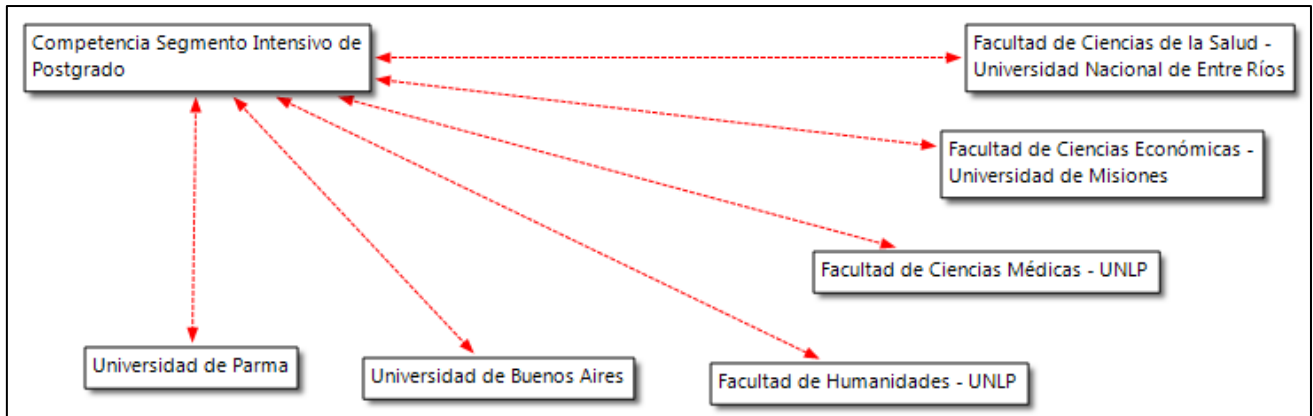 Competencia Segmento Intensivo de
Postgrado
Facultad de Ciencias de la Salud -
Universidad Nacional de Entre Ríos
Facultad de Ciencias Económicas -
Universidad de Misiones
Facultad de Ciencias Médicas - UNLP
Universidad de Parma
Universidad de Buenos Aires
Facultad de Humanidades - UNLP